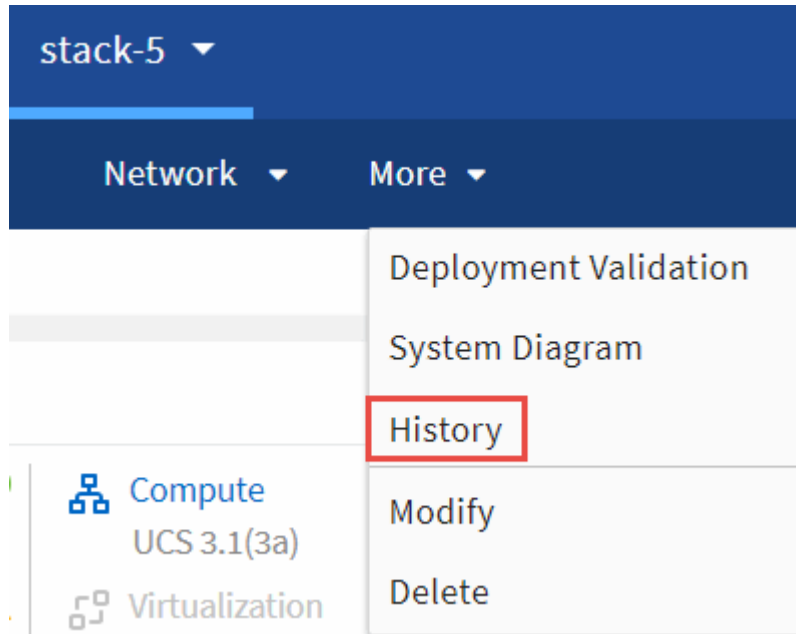 stack-5
Network More
Deployment Validation
System Diagram
History
Compute
UCS 3.1(3a)
Modify
Virtualization
Delete